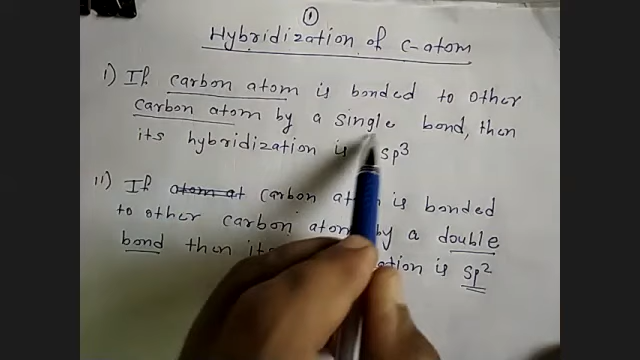 ①
Hybridization of C-atom
i) If carbon atom is bonded to other
carbon atom by a single bond, then
its hybridization is sp³
ii) If carbon is bonded
to other carbon atom by a double
bond then its is sp²